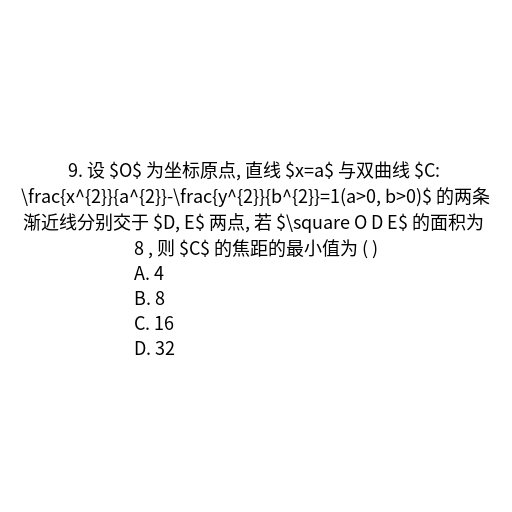 9. 设 $O$ 为坐标原点, 直线 $x=a$ 与双曲线 $C:
\frac{x^{2}}{a^{2}}-\frac{y^{2}}{b^{2}}=1(a>0, b>0)$ 的两条
渐近线分别交于 $D, E$ 两点, 若 $\square O D E$ 的面积为
8 , 则 $C$ 的焦距的最小值为 ( )
A. 4
B. 8
C. 16
D. 32